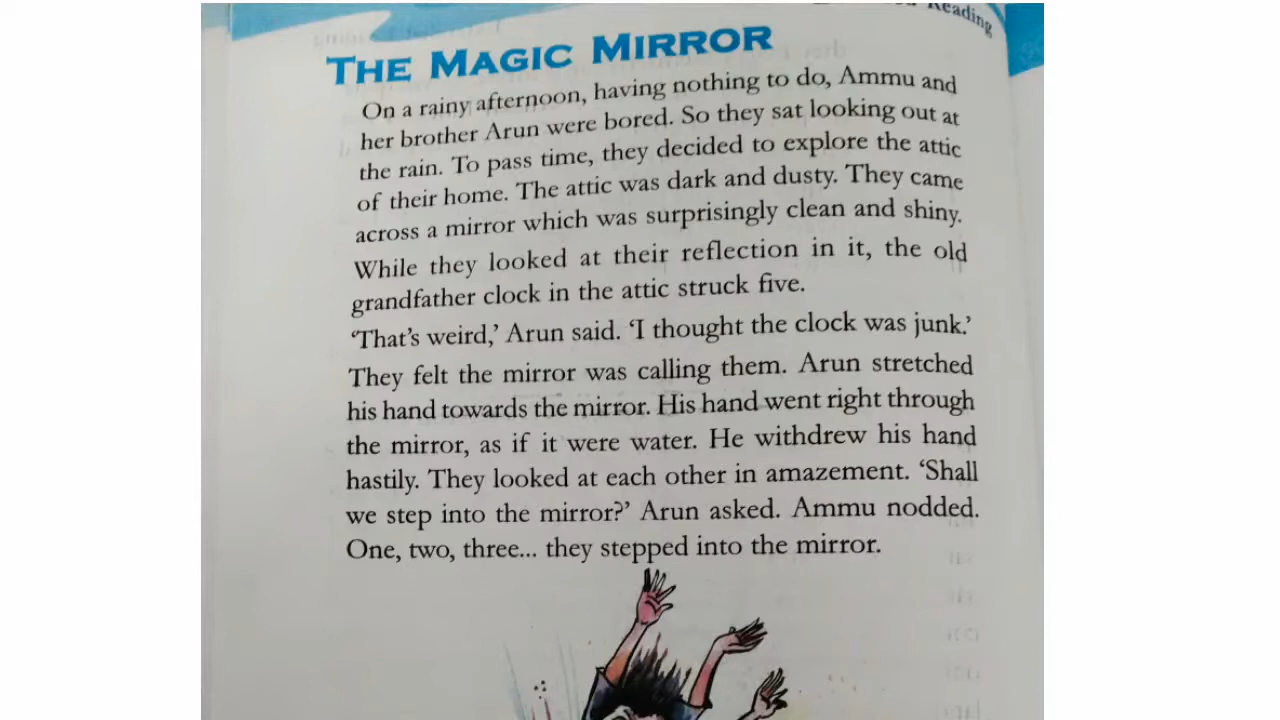 Reading
THE MAGIC MIRROR
On a rainy afternoon, having nothing to do, Ammu and
her brother Arun were bored. So they sat looking out at
the rain. To pass time, they decided to explore the attic
of their home. The attic was dark and dusty. They came
across a mirror which was surprisingly clean and shiny.
While they looked at their reflection in it, the old
grandfather clock in the attic struck five.
‘That’s weird,’ Arun said. ‘I thought the clock was junk.’
They felt the mirror was calling them. Arun stretched
his hand towards the mirror. His hand went right through
the mirror, as if it were water. He withdrew his hand
hastily. They looked at each other in amazement. ‘Shall
we step into the mirror?’ Arun asked. Ammu nodded.
One, two, three... they stepped into the mirror.